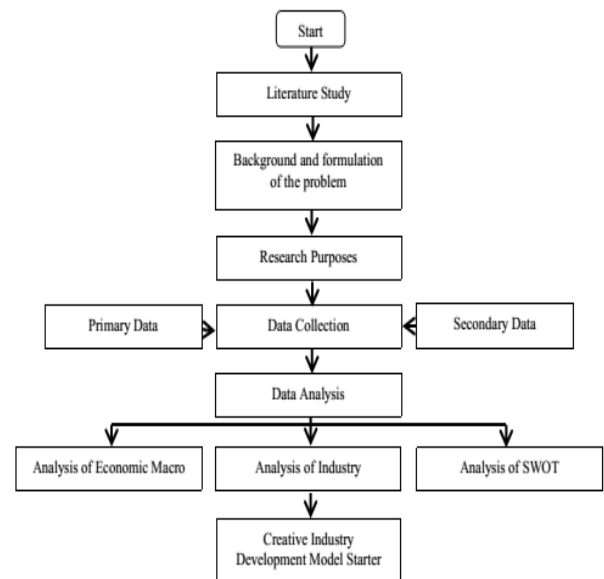 Start
Literature Study
Background and formulation
of the problem
Research Purposes
Primary Data
Data Collection
Secondary Data
Data Analysis
Analysis of Economic Macro
Analysis of Industry
Analysis of SWOT
Creative Industry
Development Model Starter